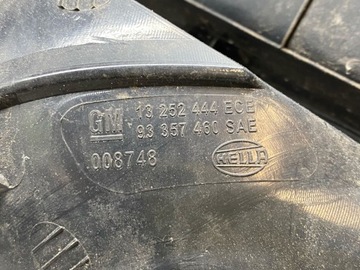 GM 13 252 444 ECE
93 357 460 SAE
008748 HELLA